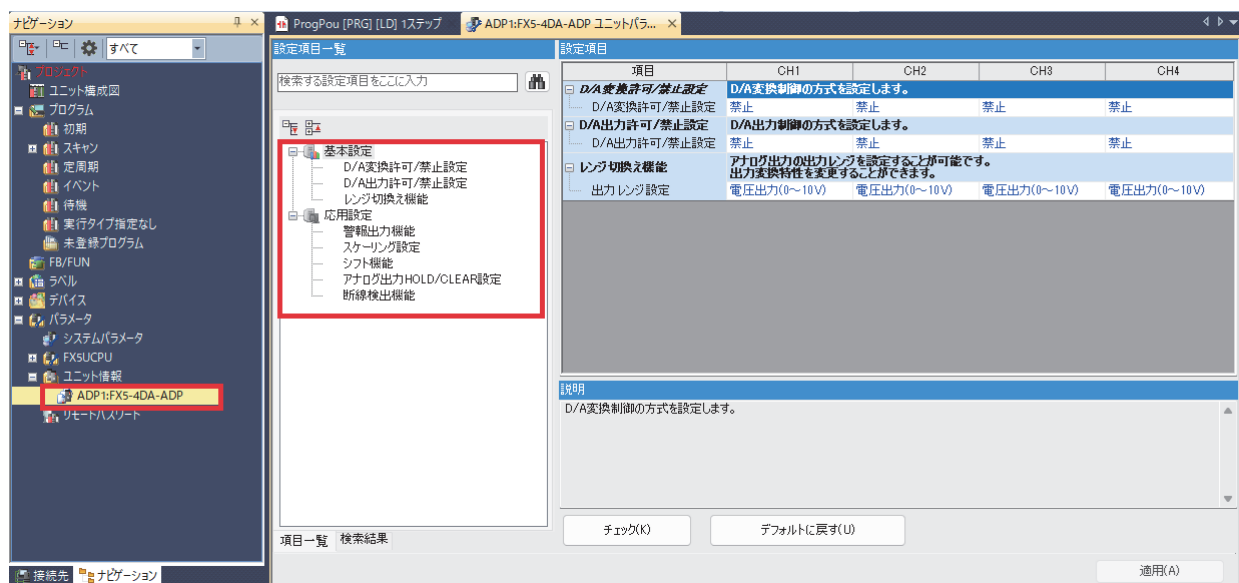 ナビゲーション
ProgPou [PRG] [LD] 1ステップ
ADP1:FX5-4DA-ADP ユニットパラ...
すべて
プロジェクト
ユニット構成図
プログラム
初期
スキャン
定周期
イベント
待機
実行タイプ指定なし
未登録プログラム
FB/FUN
ラベル
デバイス
パラメータ
システムパラメータ
FX5UCPU
ユニット情報
ADP1:FX5-4DA-ADP
リモートパスワード
接続先 ナビゲーション
設定項目一覧
検索する設定項目をここに入力
基本設定
D/A変換許可/禁止設定
D/A出力許可/禁止設定
レンジ切換え機能
応用設定
警報出力機能
スケーリング設定
シフト機能
アナログ出力HOLD/CLEAR設定
断線検出機能
項目一覧 検索結果
設定項目
項目 CH1 CH2 CH3 CH4
D/A変換許可/禁止設定 D/A変換制御の方式を設定します。
D/A変換許可/禁止設定 禁止 禁止 禁止 禁止
D/A出力許可/禁止設定 D/A出力制御の方式を設定します。
D/A出力許可/禁止設定 禁止 禁止 禁止 禁止
レンジ切換え機能 アナログ出力の出力レンジを設定することが可能です。
出力変換特性を変更することができます。
出力レンジ設定 電圧出力(0～10V) 電圧出力(0～10V) 電圧出力(0～10V) 電圧出力(0～10V)
説明
D/A変換制御の方式を設定します。
チェック(K) デフォルトに戻す(U)
適用(A)